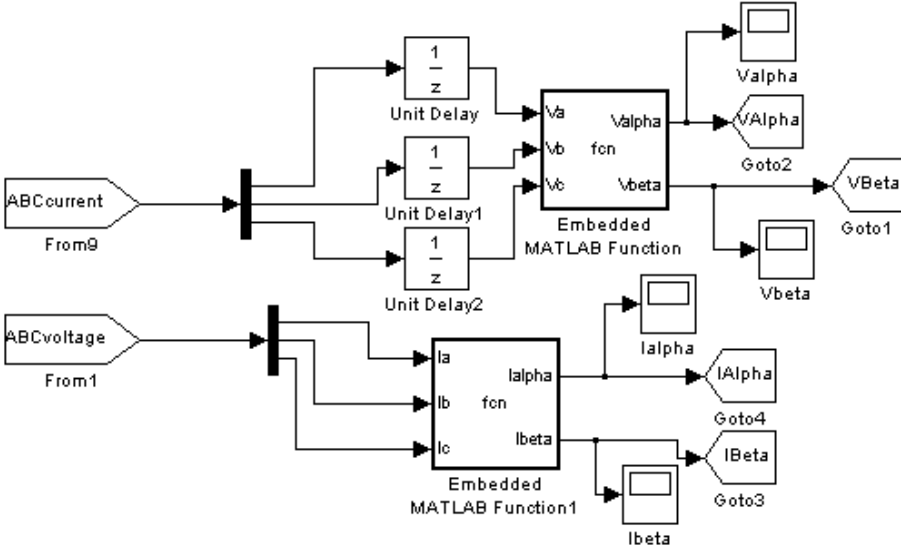 1
z
Unit Delay
Valpha
Va
Valpha
VAlpha
Goto2
1
z
Unit Delay1
Vb
fcn
ABCcurrent
From9
Vc
Vbeta
VBeta
Goto1
1
z
Unit Delay2
Embedded
MATLAB Function
Vbeta
ABCvoltage
From1
Ia
Ialpha
Ialpha
IAlpha
Goto4
Ib
fcn
Ic
Ibeta
IBeta
Goto3
Embedded
MATLAB Function1
Ibeta